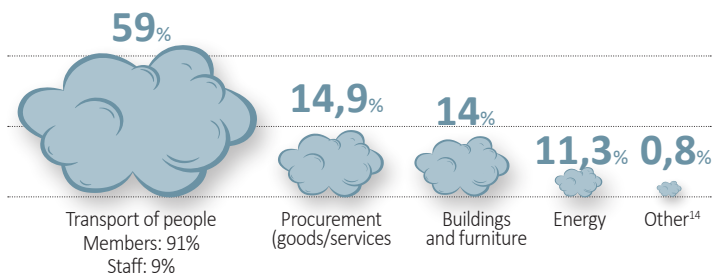 59%
14,9%
14%
11,3%
0,8%
Transport of people
Members: 91%
Staff: 9%
Procurement
(goods/services
Buildings
and furniture
Energy
Other14